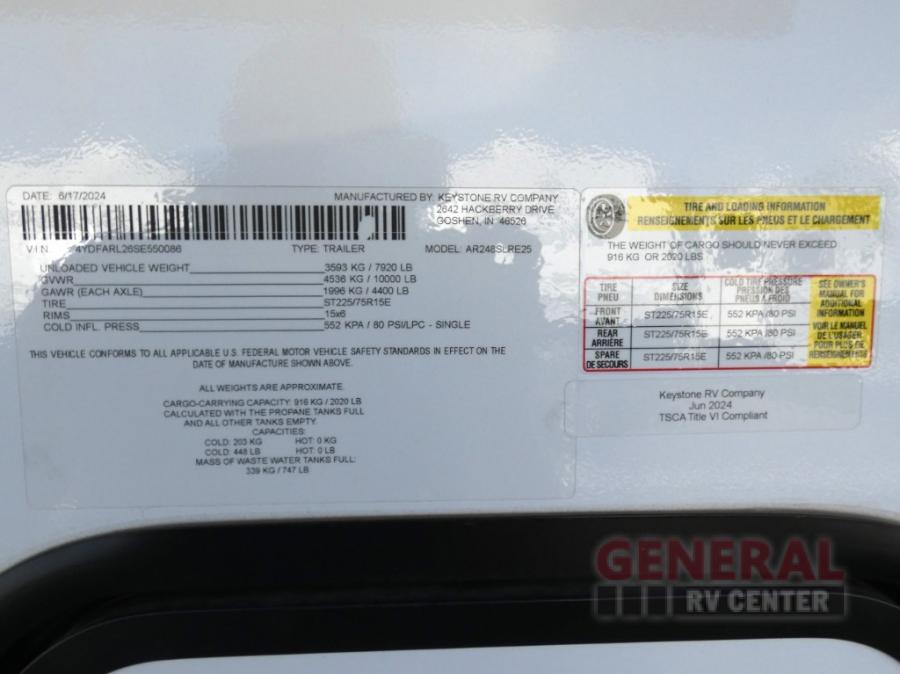 DATE: 6/17/2024 MANUFACTURED BY: KEYSTONE RV COMPANY
2642 HACKBERRY DRIVE
GOSHEN, IN 46526
V.I.N. 4YDFARL26SE550086 TYPE: TRAILER MODEL: AR248SLRE25
UNLOADED VEHICLE WEIGHT 3593 KG / 7920 LB
GVWR 4536 KG / 10000 LB
GAWR (EACH AXLE) 1996 KG / 4400 LB
TIRE ST225/75R15E
RIMS 15x6
COLD INFL. PRESS 552 KPA / 80 PSI/LPC - SINGLE
THIS VEHICLE CONFORMS TO ALL APPLICABLE U.S. FEDERAL MOTOR VEHICLE SAFETY STANDARDS IN EFFECT ON THE
DATE OF MANUFACTURE SHOWN ABOVE.
ALL WEIGHTS ARE APPROXIMATE.
CARGO-CARRYING CAPACITY: 916 KG / 2020 LB
CALCULATED WITH THE PROPANE TANKS FULL
AND ALL OTHER TANKS EMPTY.
CAPACITIES:
COLD: 203 KG HOT: 0 KG
COLD: 448 LB HOT: 0 LB
MASS OF WASTE WATER TANKS FULL:
339 KG / 747 LB
TIRE AND LOADING INFORMATION
RENSEIGNEMENTS SUR LES PNEUS ET LE CHARGEMENT
THE WEIGHT OF CARGO SHOULD NEVER EXCEED
916 KG OR 2020 LBS
TIRE PNEU SIZE DIMENSIONS COLD TIRE PRESSURE PRESSION DES PNEUS A FROID
FRONT AVANT ST225/75R15E 552 KPA /80 PSI
REAR ARRIÈRE ST225/75R15E 552 KPA /80 PSI
SPARE DE SECOURS ST225/75R15E 552 KPA /80 PSI
SEE OWNER'S
MANUAL FOR
ADDITIONAL
INFORMATION
VOIR LE MANUEL
DE L'USAGER
POUR PLUS DE
RENSEIGNEMENTS
Keystone RV Company
Jun 2024
TSCA Title VI Compliant
GENERAL
RV CENTER